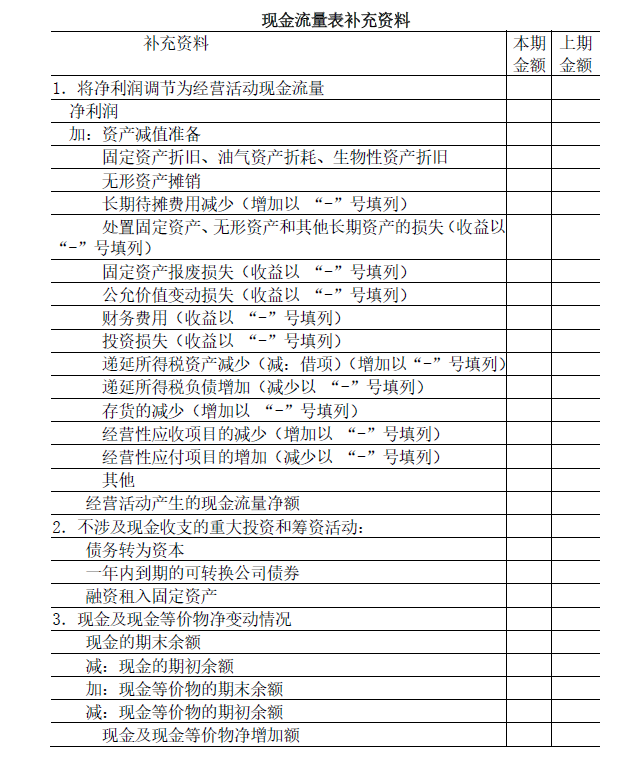 现金流量表补充资料
补充资料 本期 上期
金额 金额
1．将净利润调节为经营活动现金流量
净利润
加：资产减值准备
固定资产折旧、油气资产折耗、生物性资产折旧
无形资产摊销
长期待摊费用减少（增加以 “-” 号填列）
处置固定资产、无形资产和其他长期资产的损失（收益以
“-” 号填列）
固定资产报废损失（收益以 “-” 号填列）
公允价值变动损失（收益以 “-” 号填列）
财务费用（收益以 “-” 号填列）
投资损失（收益以 “-” 号填列）
递延所得税资产减少（减：借项）（增加以“-” 号填列）
递延所得税负债增加（减少以 “-” 号填列）
存货的减少（增加以 “-” 号填列）
经营性应收项目的减少（增加以 “-” 号填列）
经营性应付项目的增加（减少以 “-” 号填列）
其他
经营活动产生的现金流量净额
2．不涉及现金收支的重大投资和筹资活动：
债务转为资本
一年内到期的可转换公司债券
融资租入固定资产
3．现金及现金等价物净变动情况
现金的期末余额
减：现金的期初余额
加：现金等价物的期末余额
减：现金等价物的期初余额
现金及现金等价物净增加额